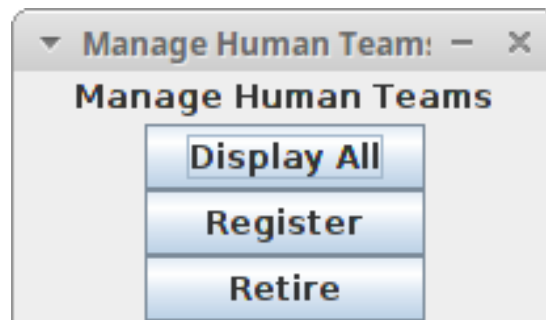 Manage Human Team:
Manage Human Teams
Display All
Register
Retire